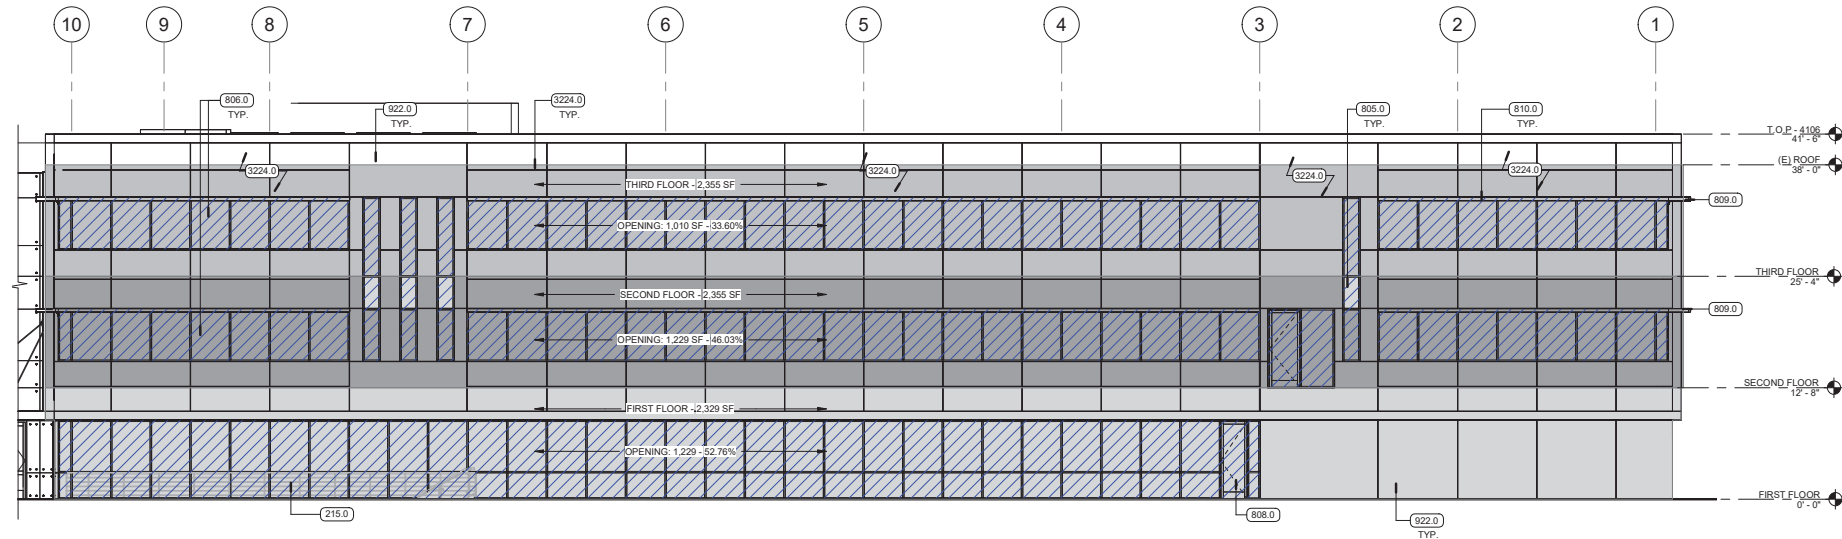 10 9 8 7 6 5 4 3 2 1
806.0
TYP.
922.0
TYP.
3224.0
TYP.
805.0
TYP.
810.0
TYP.
T.O.P - 4106
41' - 6"
(E) ROOF
38' - 0"
3224.0
3224.0
3224.0
3224.0
THIRD FLOOR - 2,355 SF
809.0
OPENING: 1,010 SF - 33.60%
THIRD FLOOR
25' - 4"
SECOND FLOOR - 2,355 SF
809.0
OPENING: 1,229 SF - 46.03%
SECOND FLOOR
12' - 8"
FIRST FLOOR - 2,329 SF
OPENING: 1,229 - 52.76%
FIRST FLOOR
0' - 0"
215.0
808.0
922.0
TYP.